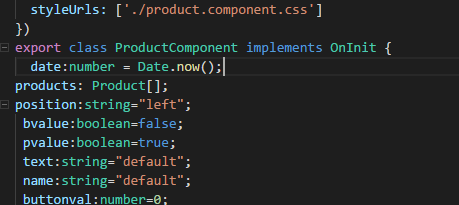 styleUrls: ['./product.component.css']
})
export class ProductComponent implements OnInit {
date:number = Date.now();
products: Product[];
position:string="left";
bvalue:boolean=false;
pvalue:boolean=true;
text:string="default";
name:string="default";
buttonval:number=0;